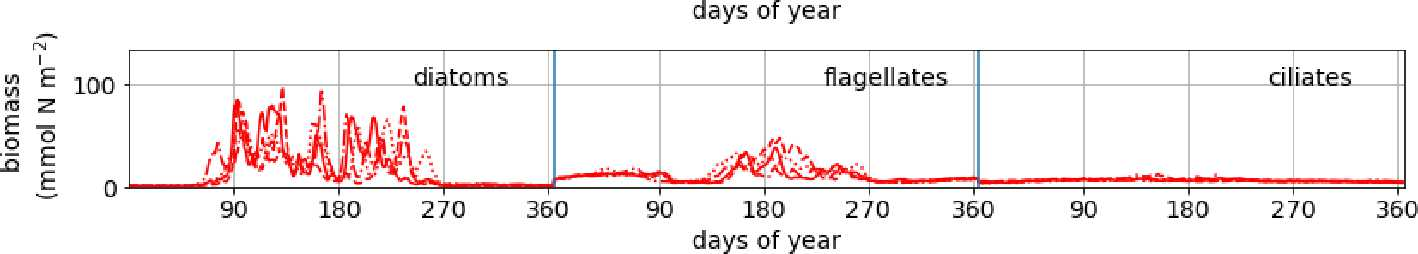 days of year
biomass
(mmol N m⁻²)
100
0
diatoms
flagellates
ciliates
90 180 270 360 90 180 270 360 90 180 270 360
days of year